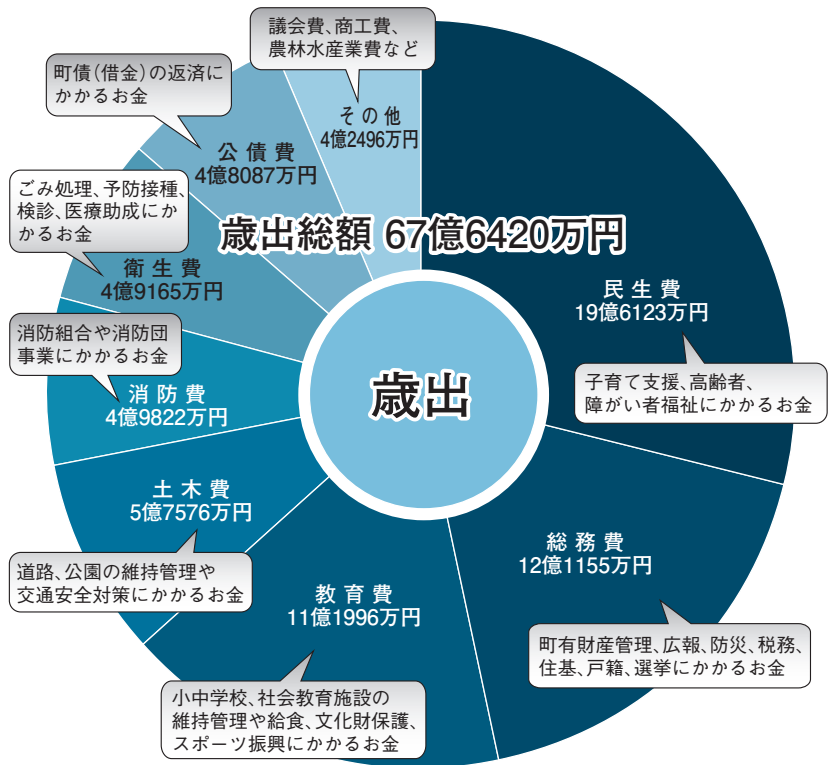 議会費、商工費、
農林水産業費など
その他
4億2496万円
町債(借金)の返済に
かかるお金
公債費
4億8087万円
ごみ処理、予防接種、
検診、医療助成にか
かるお金
衛生費
4億9165万円
歳出総額 67億6420万円
民生費
19億6123万円
子育て支援、高齢者、
障がい者福祉にかかるお金
消防組合や消防団
事業にかかるお金
消防費
4億9822万円
歳出
土木費
5億7576万円
道路、公園の維持管理や
交通安全対策にかかるお金
総務費
12億1155万円
町有財産管理、広報、防災、税務、
住基、戸籍、選挙にかかるお金
教育費
11億1996万円
小中学校、社会教育施設の
維持管理や給食、文化財保護、
スポーツ振興にかかるお金